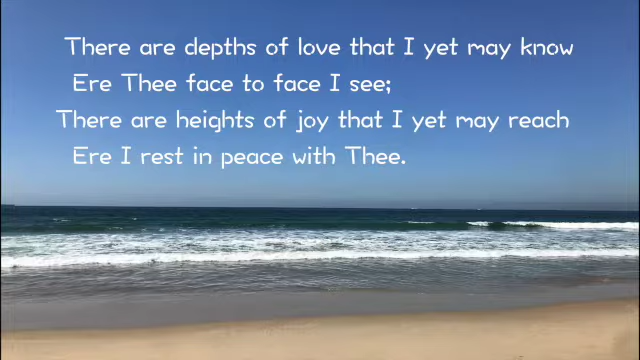 There are depths of love that I yet may know
Ere Thee face to face I see;
There are heights of joy that I yet may reach
Ere I rest in peace with Thee.